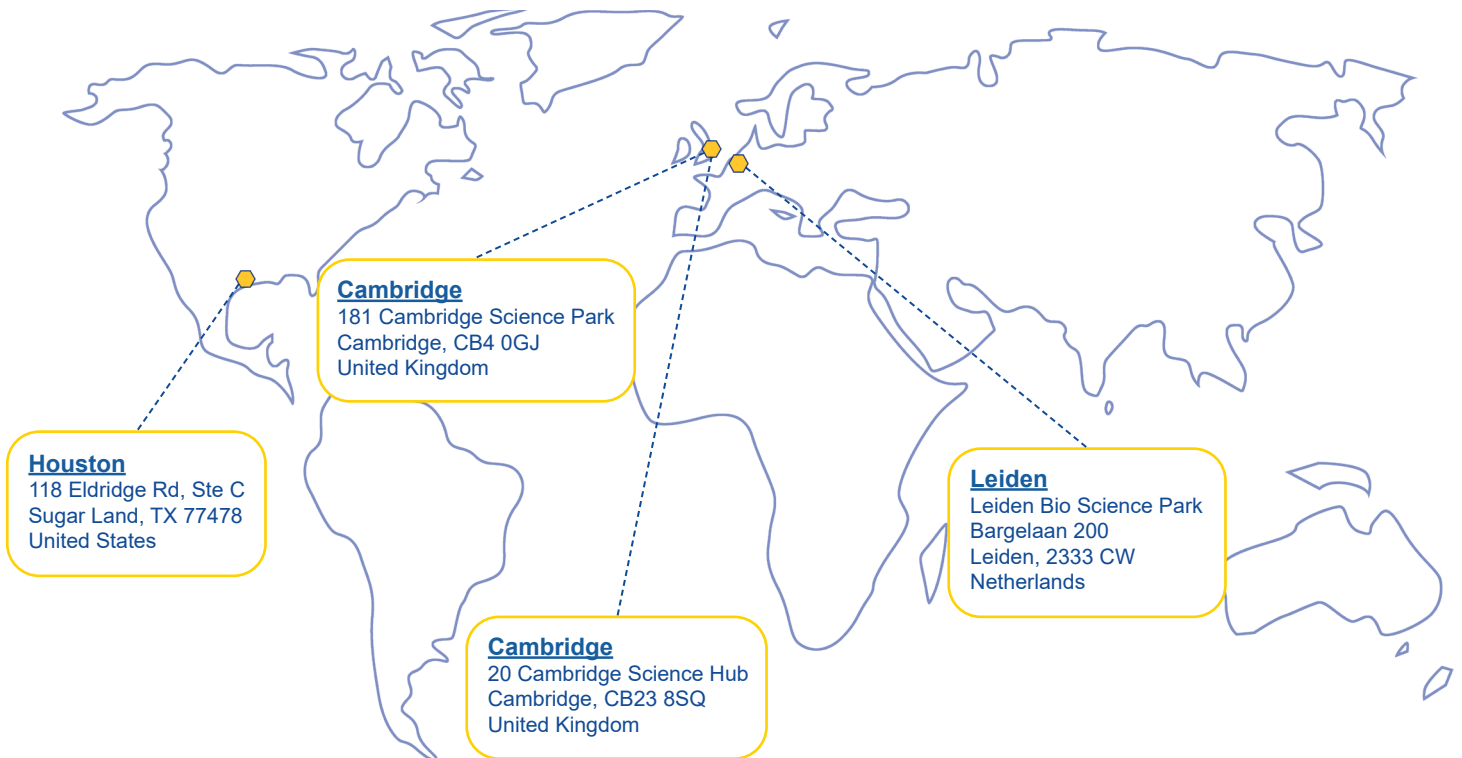 Cambridge
181 Cambridge Science Park
Cambridge, CB4 0GJ
United Kingdom
Houston
118 Eldridge Rd, Ste C
Sugar Land, TX 77478
United States
Leiden
Leiden Bio Science Park
Bargelaan 200
Leiden, 2333 CW
Netherlands
Cambridge
20 Cambridge Science Hub
Cambridge, CB23 8SQ
United Kingdom